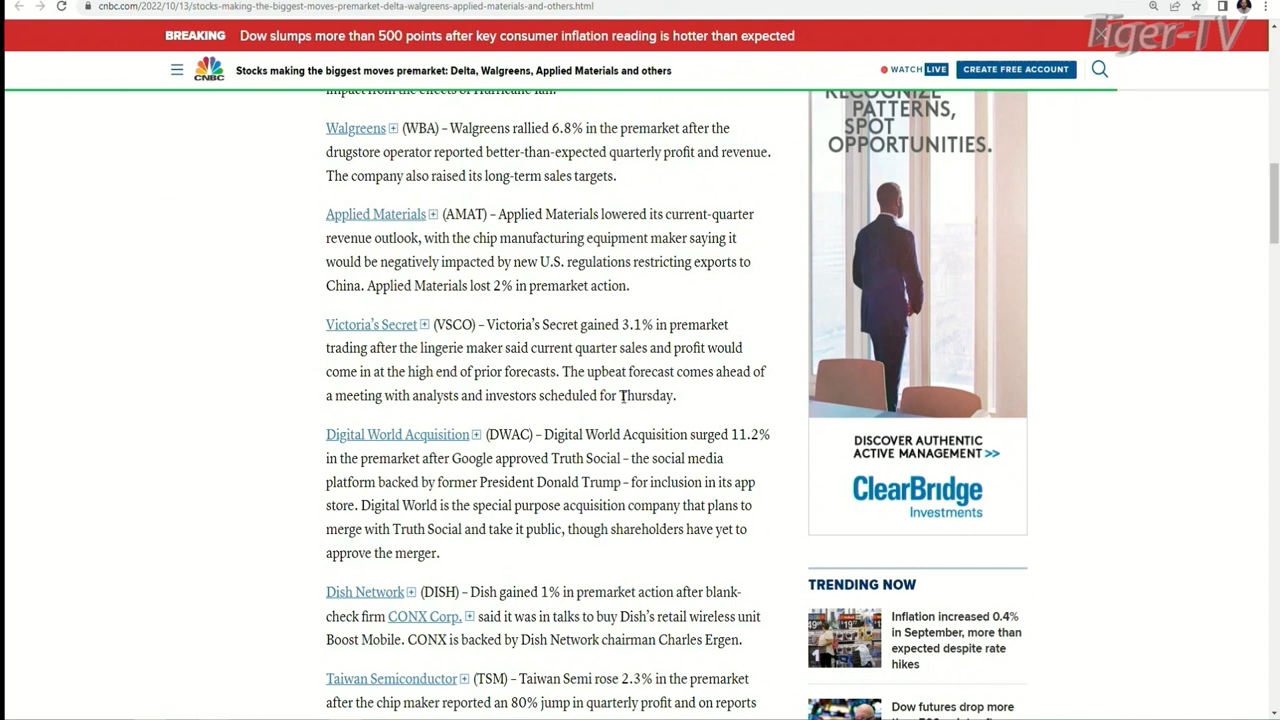 cnbc.com/2022/10/13/stocks-making-the-biggest-moves-premarket-delta-walgreens-applied-materials-and-others.html
Tiger-TV
BREAKING Dow slumps more than 500 points after key consumer inflation reading is hotter than expected
CNBC
Stocks making the biggest moves premarket: Delta, Walgreens, Applied Materials and others
WATCH LIVE
CREATE FREE ACCOUNT
impact from the effects of Hurricane Ian.
Walgreens (WBA) – Walgreens rallied 6.8% in the premarket after the
drugstore operator reported better-than-expected quarterly profit and revenue.
The company also raised its long-term sales targets.
Applied Materials (AMAT) – Applied Materials lowered its current-quarter
revenue outlook, with the chip manufacturing equipment maker saying it
would be negatively impacted by new U.S. regulations restricting exports to
China. Applied Materials lost 2% in premarket action.
Victoria’s Secret (VSCO) – Victoria’s Secret gained 3.1% in premarket
trading after the lingerie maker said current quarter sales and profit would
come in at the high end of prior forecasts. The upbeat forecast comes ahead of
a meeting with analysts and investors scheduled for Thursday.
Digital World Acquisition (DWAC) – Digital World Acquisition surged 11.2%
in the premarket after Google approved Truth Social – the social media
platform backed by former President Donald Trump – for inclusion in its app
store. Digital World is the special purpose acquisition company that plans to
merge with Truth Social and take it public, though shareholders have yet to
approve the merger.
Dish Network (DISH) – Dish gained 1% in premarket action after blank-
check firm CONX Corp. said it was in talks to buy Dish’s retail wireless unit
Boost Mobile. CONX is backed by Dish Network chairman Charles Ergen.
Taiwan Semiconductor (TSM) – Taiwan Semi rose 2.3% in the premarket
after the chip maker reported an 80% jump in quarterly profit and on reports
RECOGNIZE
PATTERNS,
SPOT
OPPORTUNITIES.
DISCOVER AUTHENTIC
ACTIVE MANAGEMENT >>
ClearBridge
Investments
TRENDING NOW
Inflation increased 0.4%
in September, more than
expected despite rate
hikes
Dow futures drop more